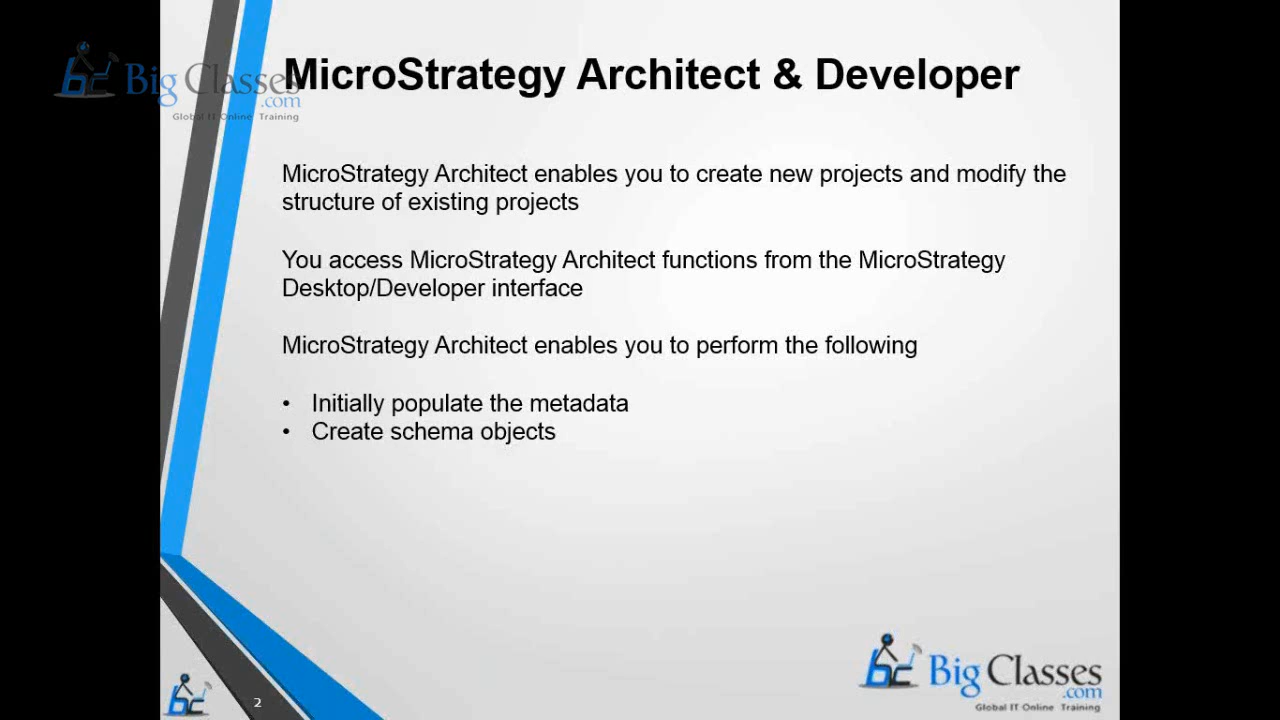 Big Classes
.com
Global IT Online Training
MicroStrategy Architect & Developer
MicroStrategy Architect enables you to create new projects and modify the
structure of existing projects
You access MicroStrategy Architect functions from the MicroStrategy
Desktop/Developer interface
MicroStrategy Architect enables you to perform the following
• Initially populate the metadata
• Create schema objects
Big Classes
.com
Global IT Online Training
2